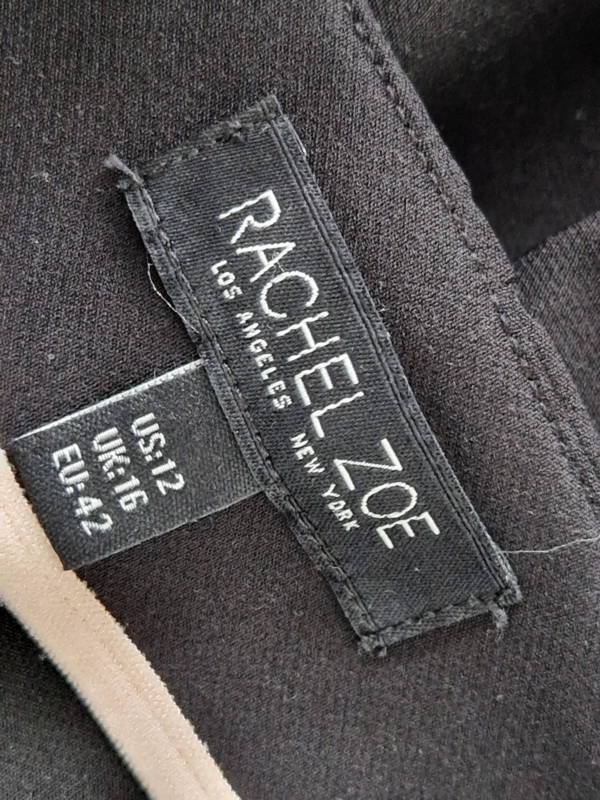 RACHEL ZOE
LOS ANGELES NEW YORK
US:12
UK:16
EU:42